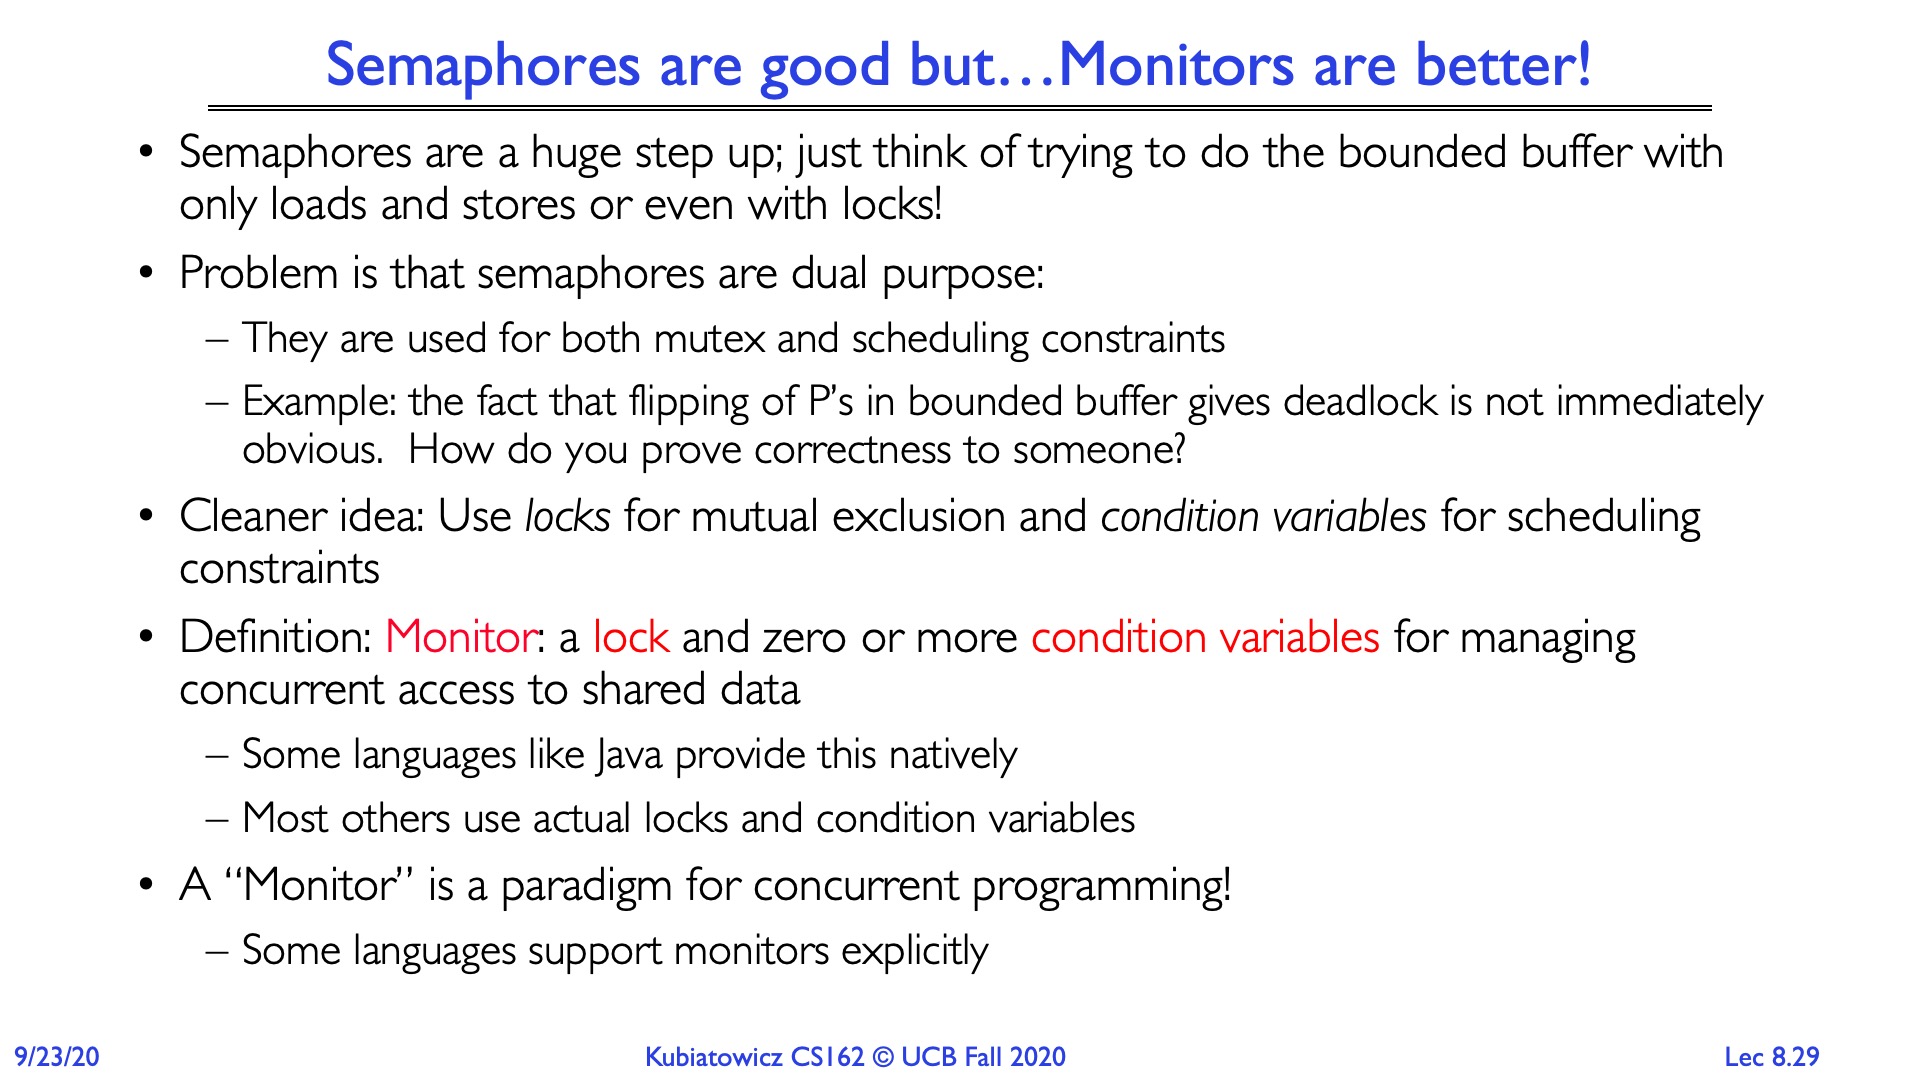 Semaphores are good but…Monitors are better!
• Semaphores are a huge step up; just think of trying to do the bounded buffer with
only loads and stores or even with locks!
• Problem is that semaphores are dual purpose:
– They are used for both mutex and scheduling constraints
– Example: the fact that flipping of P’s in bounded buffer gives deadlock is not immediately
obvious.  How do you prove correctness to someone?
• Cleaner idea: Use locks for mutual exclusion and condition variables for scheduling
constraints
• Definition: Monitor: a lock and zero or more condition variables for managing
concurrent access to shared data
– Some languages like Java provide this natively
– Most others use actual locks and condition variables
• A “Monitor” is a paradigm for concurrent programming!
– Some languages support monitors explicitly
9/23/20
Kubiatowicz CS162 © UCB Fall 2020
Lec 8.29